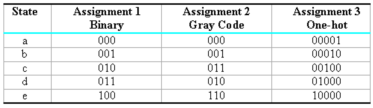 State Assignment 1 Assignment 2 Assignment 3
Binary Gray Code One-hot
a 000 000 00001
b 001 001 00010
c 010 011 00100
d 011 010 01000
e 100 110 10000